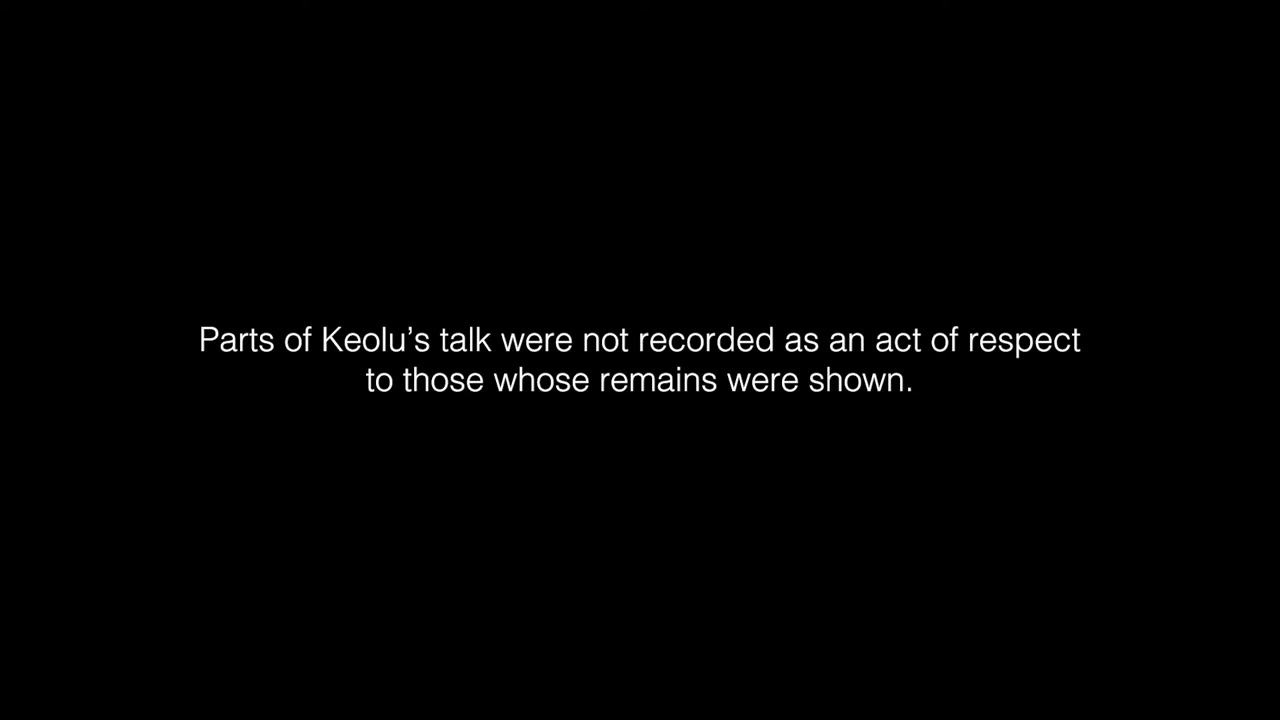 Parts of Keolu’s talk were not recorded as an act of respect
to those whose remains were shown.